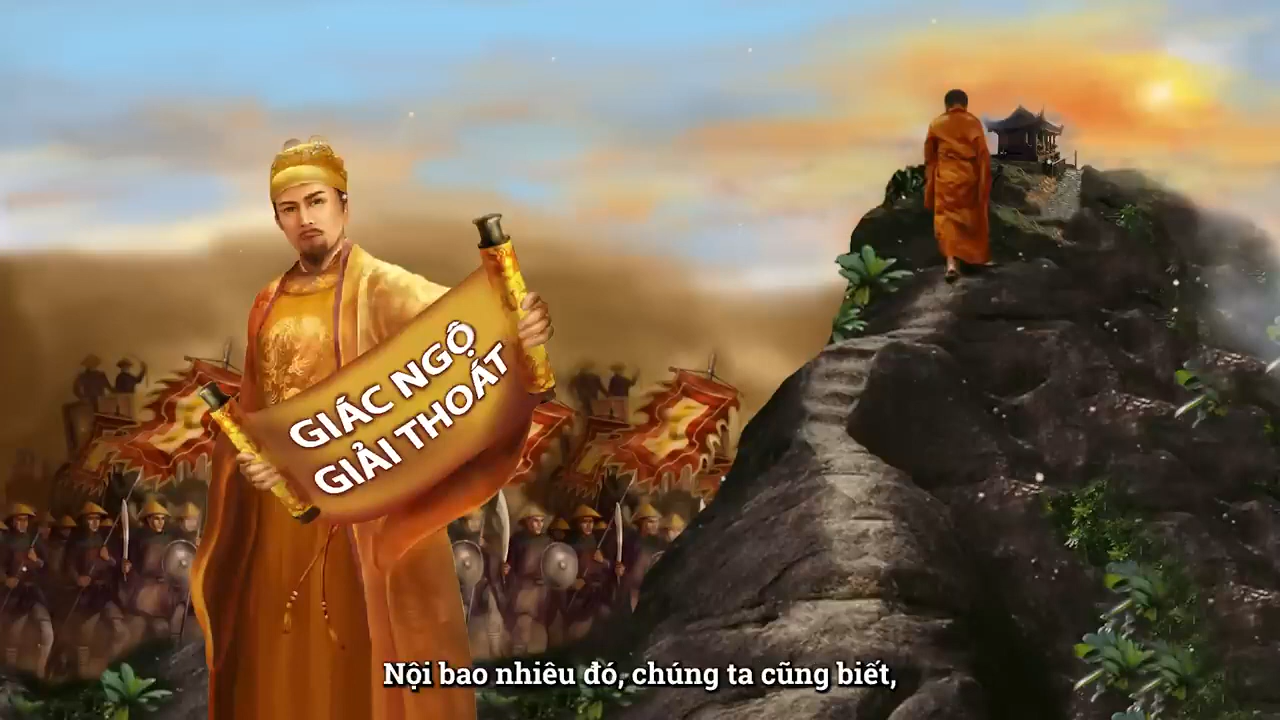 GIÁC NGỘ
GIẢI THOÁT
Nội bao nhiêu đó, chúng ta cũng biết,